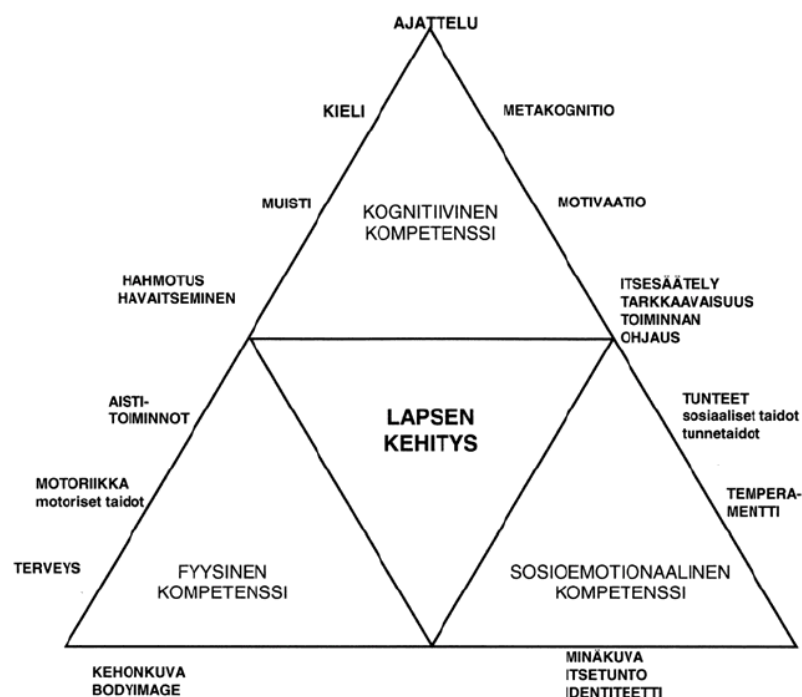 AJATTELU
KIELI
METAKOGNITIO
MUISTI
MOTIVAATIO
KOGNITIIVINEN
KOMPETENSSI
HAHMOTUS
HAVAITSEMINEN
ITSESÄÄTELY
TARKKAAVAISUUS
TOIMINNAN
OHJAUS
AISTI-
TOIMINNOT
LAPSEN
KEHITYS
TUNTEET
sosiaaliset taidot
tunnetaidot
MOTORIIKKA
motoriset taidot
TEMPERA-
MENTTI
TERVEYS
FYYSINEN
KOMPETENSSI
SOSIOEMOTIONAALINEN
KOMPETENSSI
KEHONKUVA
BODYIMAGE
MINÄKUVA
ITSETUNTO
IDENTITEETTI